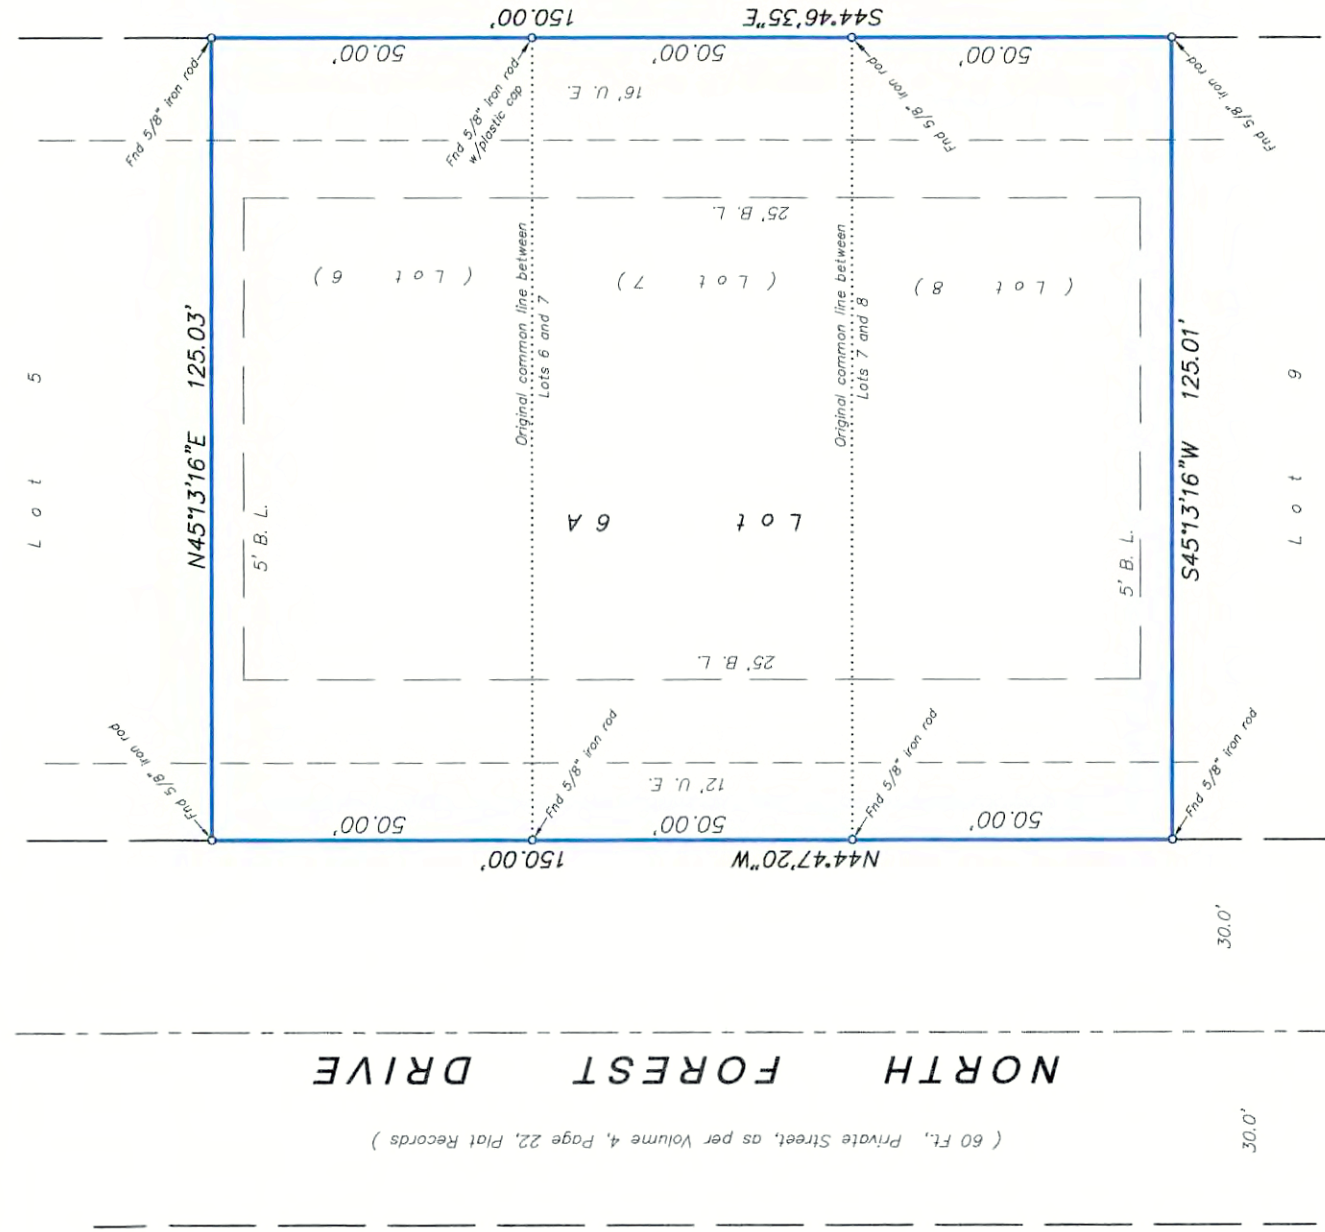 150.00'
S44°46'35"E
50.00'
50.00'
50.00'
Fnd 5/8" iron rod
Fnd 5/8" iron rod
w/plastic cap
Fnd 5/8" iron rod
Fnd 5/8" iron rod
16' U. E.
25' B. L.
( Lot 6 )
( Lot 7 )
( Lot 8 )
Original common line between
Lots 6 and 7
Original common line between
Lots 7 and 8
Lot 5
N45°13'16"E 125.03'
5' B. L.
Lot 6A
5' B. L.
S45°13'16"W 125.01'
Lot 9
25' B. L.
Fnd 5/8" iron rod
Fnd 5/8" iron rod
Fnd 5/8" iron rod
Fnd 5/8" iron rod
12' U. E.
50.00'
50.00'
50.00'
150.00'
N44°47'20"W
30.0'
NORTH FOREST DRIVE
( 60 Ft., Private Street, as per Volume 4, Page 22, Plat Records )
30.0'